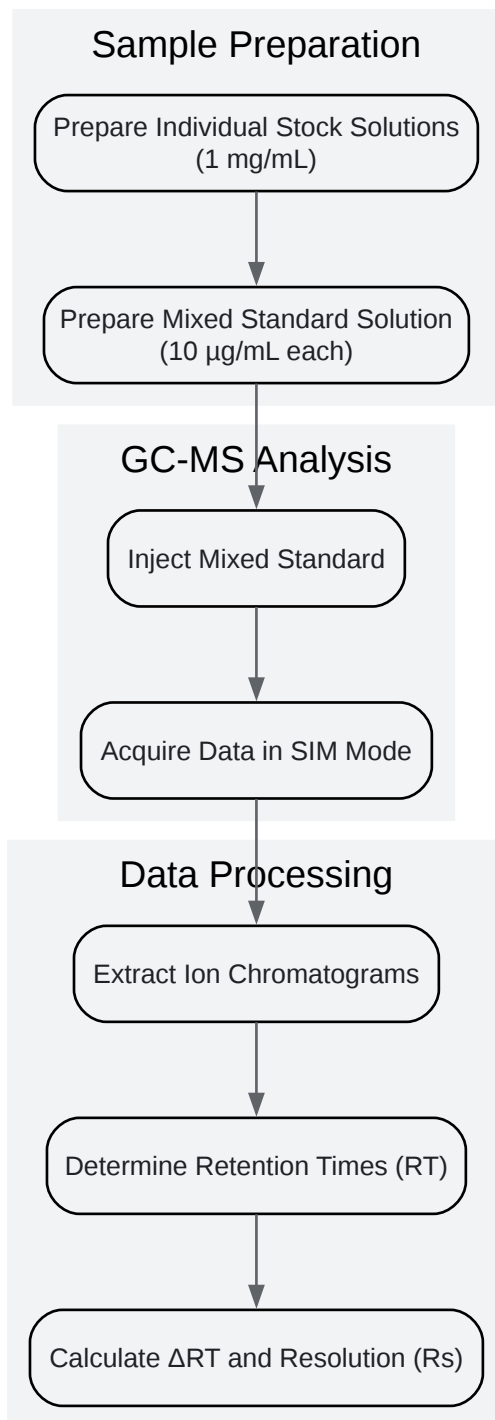 Sample Preparation
Prepare Individual Stock Solutions
(1 mg/mL)
Prepare Mixed Standard Solution
(10 µg/mL each)
GC-MS Analysis
Inject Mixed Standard
Acquire Data in SIM Mode
Data Processing
Extract Ion Chromatograms
Determine Retention Times (RT)
Calculate ΔRT and Resolution (Rs)